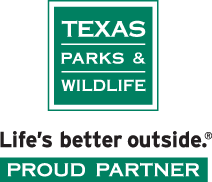 TEXAS
PARKS &
WILDLIFE
Life's better outside.®
PROUD PARTNER